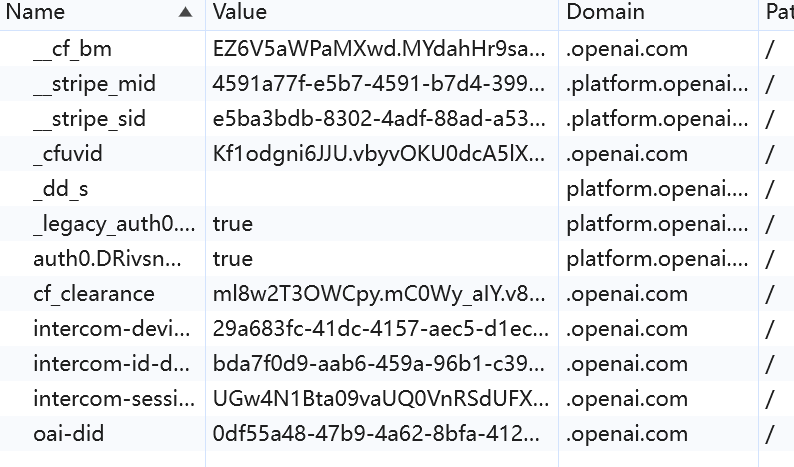 Name Value Domain Pat
__cf_bm EZ6V5aWPaMXwd.MYdahHr9sa... .openai.com /
__stripe_mid 4591a77f-e5b7-4591-b7d4-399... .platform.openai... /
__stripe_sid e5ba3bdb-8302-4adf-88ad-a53... .platform.openai... /
_cfuvid Kf1odgni6JJU.vbyvOKU0dcA5lX... .openai.com /
_dd_s platform.openai.... /
_legacy_auth0.... true platform.openai.... /
auth0.DRivsn... true platform.openai.... /
cf_clearance ml8w2T3OWCpy.mC0Wy_aIY.v8... .openai.com /
intercom-devi... 29a683fc-41dc-4157-aec5-d1ec... .openai.com /
intercom-id-d... bda7f0d9-aab6-459a-96b1-c39... .openai.com /
intercom-sessi... UGw4N1Bta09vaUQ0VnRSdUFX... .openai.com /
oai-did 0df55a48-47b9-4a62-8bfa-412... .openai.com /